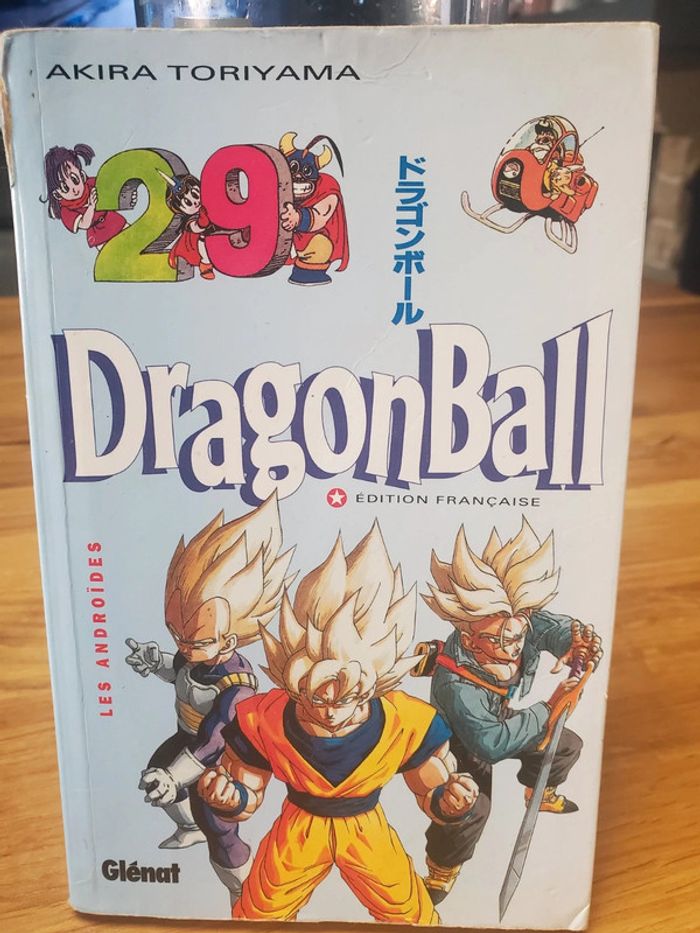 AKIRA TORIYAMA
29
ドラゴンボール
DragonBall
ÉDITION FRANÇAISE
LES ANDROÏDES
Glénat